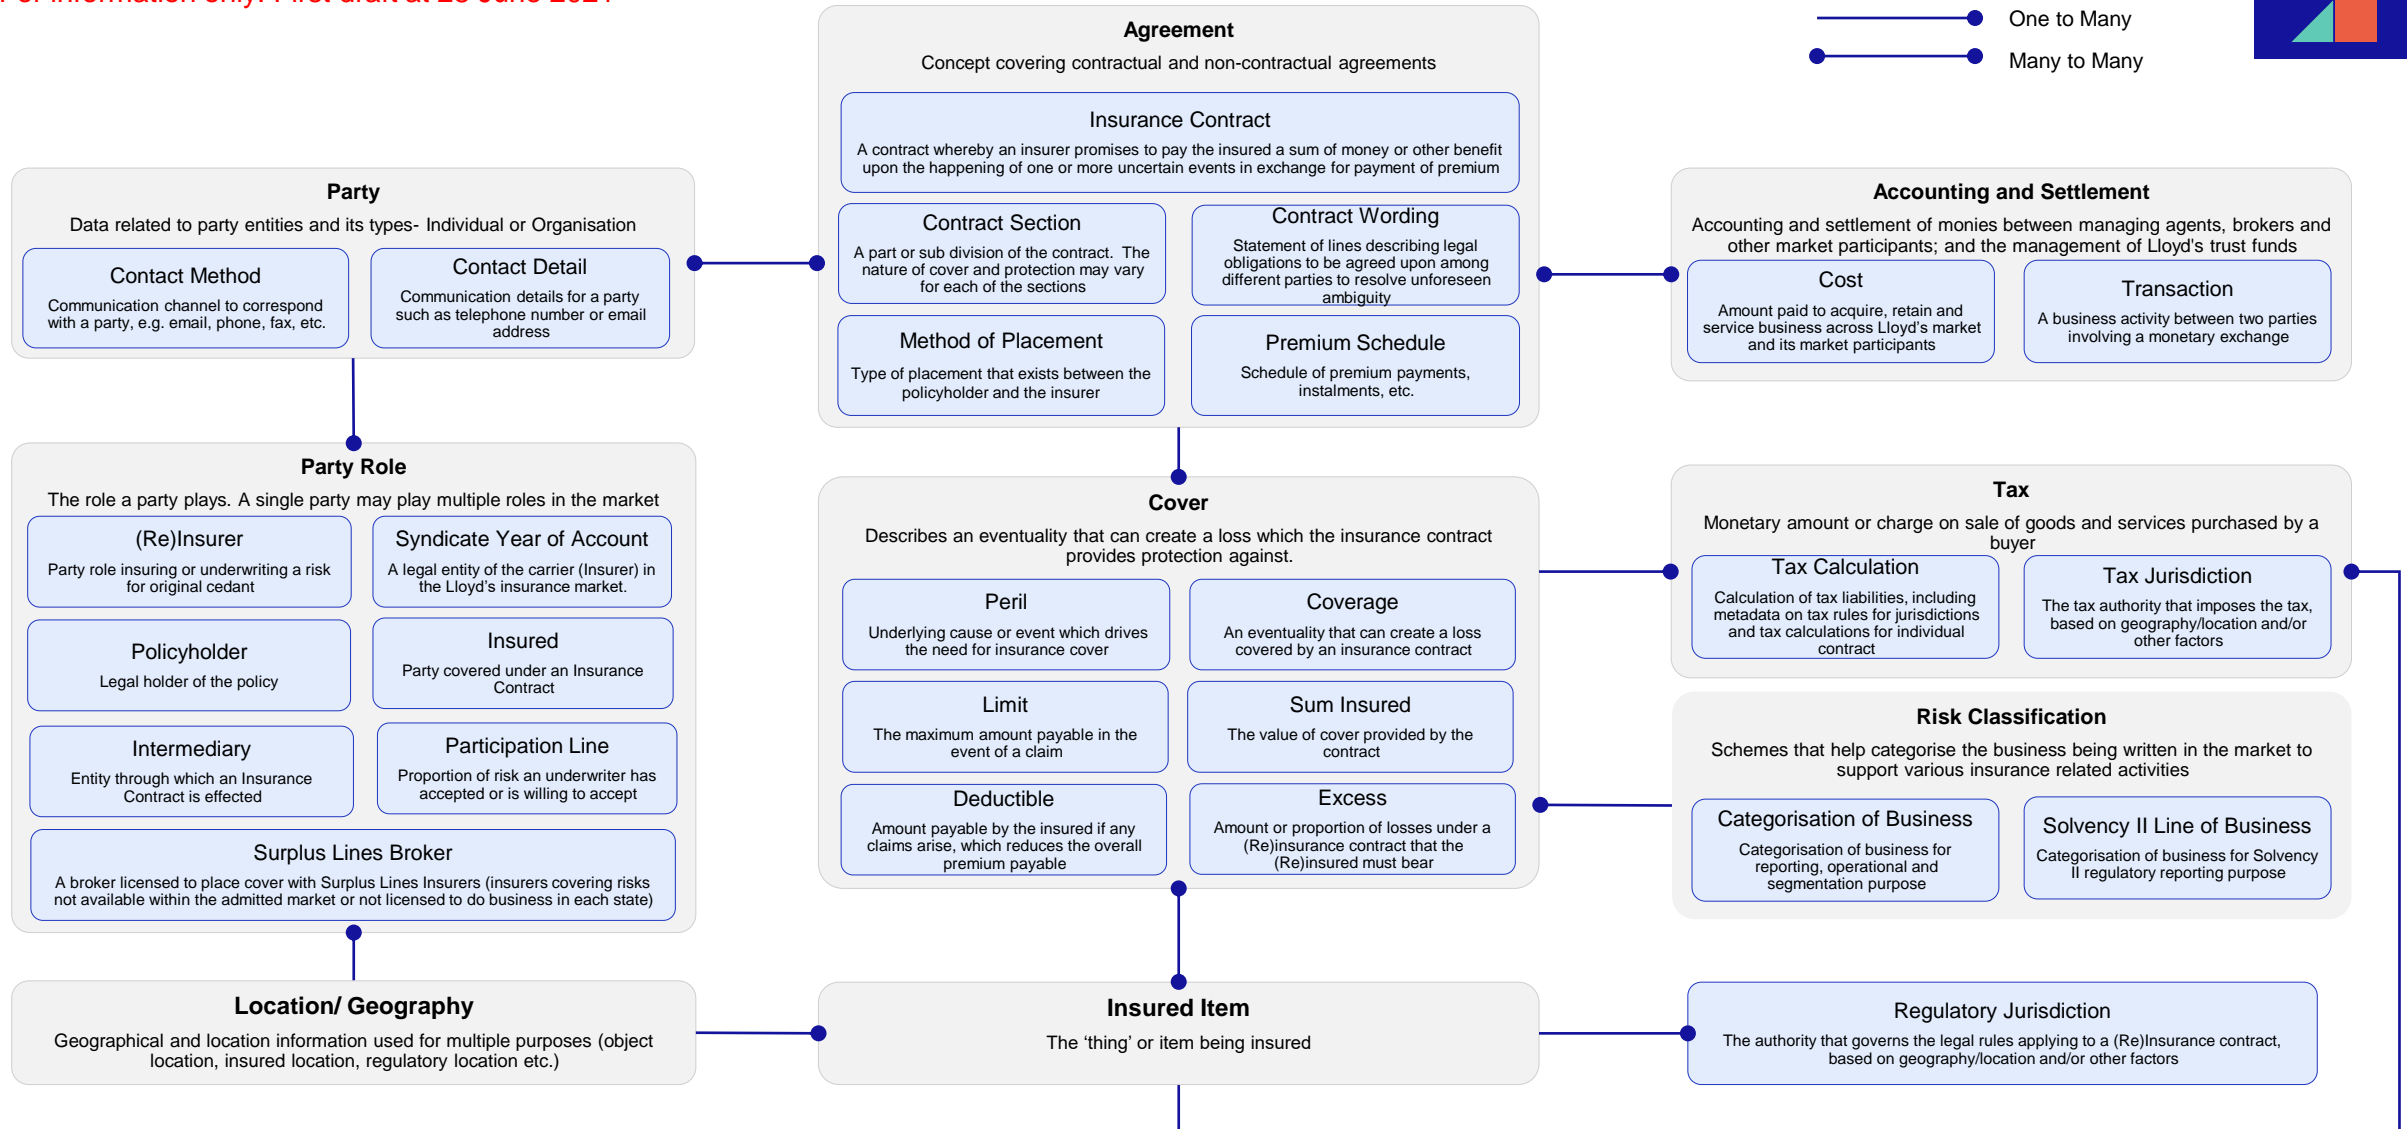 For information only. First draft at 28 June 2021
One to Many
Many to Many
Agreement
Concept covering contractual and non-contractual agreements
Insurance Contract
A contract whereby an insurer promises to pay the insured a sum of money or other benefit
upon the happening of one or more uncertain events in exchange for payment of premium
Contract Section
A part or sub division of the contract. The
nature of cover and protection may vary
for each of the sections
Contract Wording
Statement of lines describing legal
obligations to be agreed upon among
different parties to resolve unforeseen
ambiguity
Method of Placement
Type of placement that exists between the
policyholder and the insurer
Premium Schedule
Schedule of premium payments,
instalments, etc.
Party
Data related to party entities and its types- Individual or Organisation
Contact Method
Communication channel to correspond
with a party, e.g. email, phone, fax, etc.
Contact Detail
Communication details for a party
such as telephone number or email
address
Accounting and Settlement
Accounting and settlement of monies between managing agents, brokers and
other market participants; and the management of Lloyd's trust funds
Cost
Amount paid to acquire, retain and
service business across Lloyd's market
and its market participants
Transaction
A business activity between two parties
involving a monetary exchange
Party Role
The role a party plays. A single party may play multiple roles in the market
(Re)Insurer
Party role insuring or underwriting a risk
for original cedant
Syndicate Year of Account
A legal entity of the carrier (Insurer) in
the Lloyd's insurance market.
Policyholder
Legal holder of the policy
Insured
Party covered under an Insurance
Contract
Intermediary
Entity through which an Insurance
Contract is effected
Participation Line
Proportion of risk an underwriter has
accepted or is willing to accept
Surplus Lines Broker
A broker licensed to place cover with Surplus Lines Insurers (insurers covering risks
not available within the admitted market or not licensed to do business in each state)
Cover
Describes an eventuality that can create a loss which the insurance contract
provides protection against.
Peril
Underlying cause or event which drives
the need for insurance cover
Coverage
An eventuality that can create a loss
covered by an insurance contract
Limit
The maximum amount payable in the
event of a claim
Sum Insured
The value of cover provided by the
contract
Deductible
Amount payable by the insured if any
claims arise, which reduces the overall
premium payable
Excess
Amount or proportion of losses under a
(Re)insurance contract that the
(Re)insured must bear
Tax
Monetary amount or charge on sale of goods and services purchased by a
buyer
Tax Calculation
Calculation of tax liabilities, including
metadata on tax rules for jurisdictions
and tax calculations for individual
contract
Tax Jurisdiction
The tax authority that imposes the tax,
based on geography/location and/or
other factors
Risk Classification
Schemes that help categorise the business being written in the market to
support various insurance related activities
Categorisation of Business
Categorisation of business for
reporting, operational and
segmentation purpose
Solvency II Line of Business
Categorisation of business for Solvency
II regulatory reporting purpose
Location/ Geography
Geographical and location information used for multiple purposes (object
location, insured location, regulatory location etc.)
Insured Item
The ‘thing’ or item being insured
Regulatory Jurisdiction
The authority that governs the legal rules applying to a (Re)Insurance contract,
based on geography/location and/or other factors